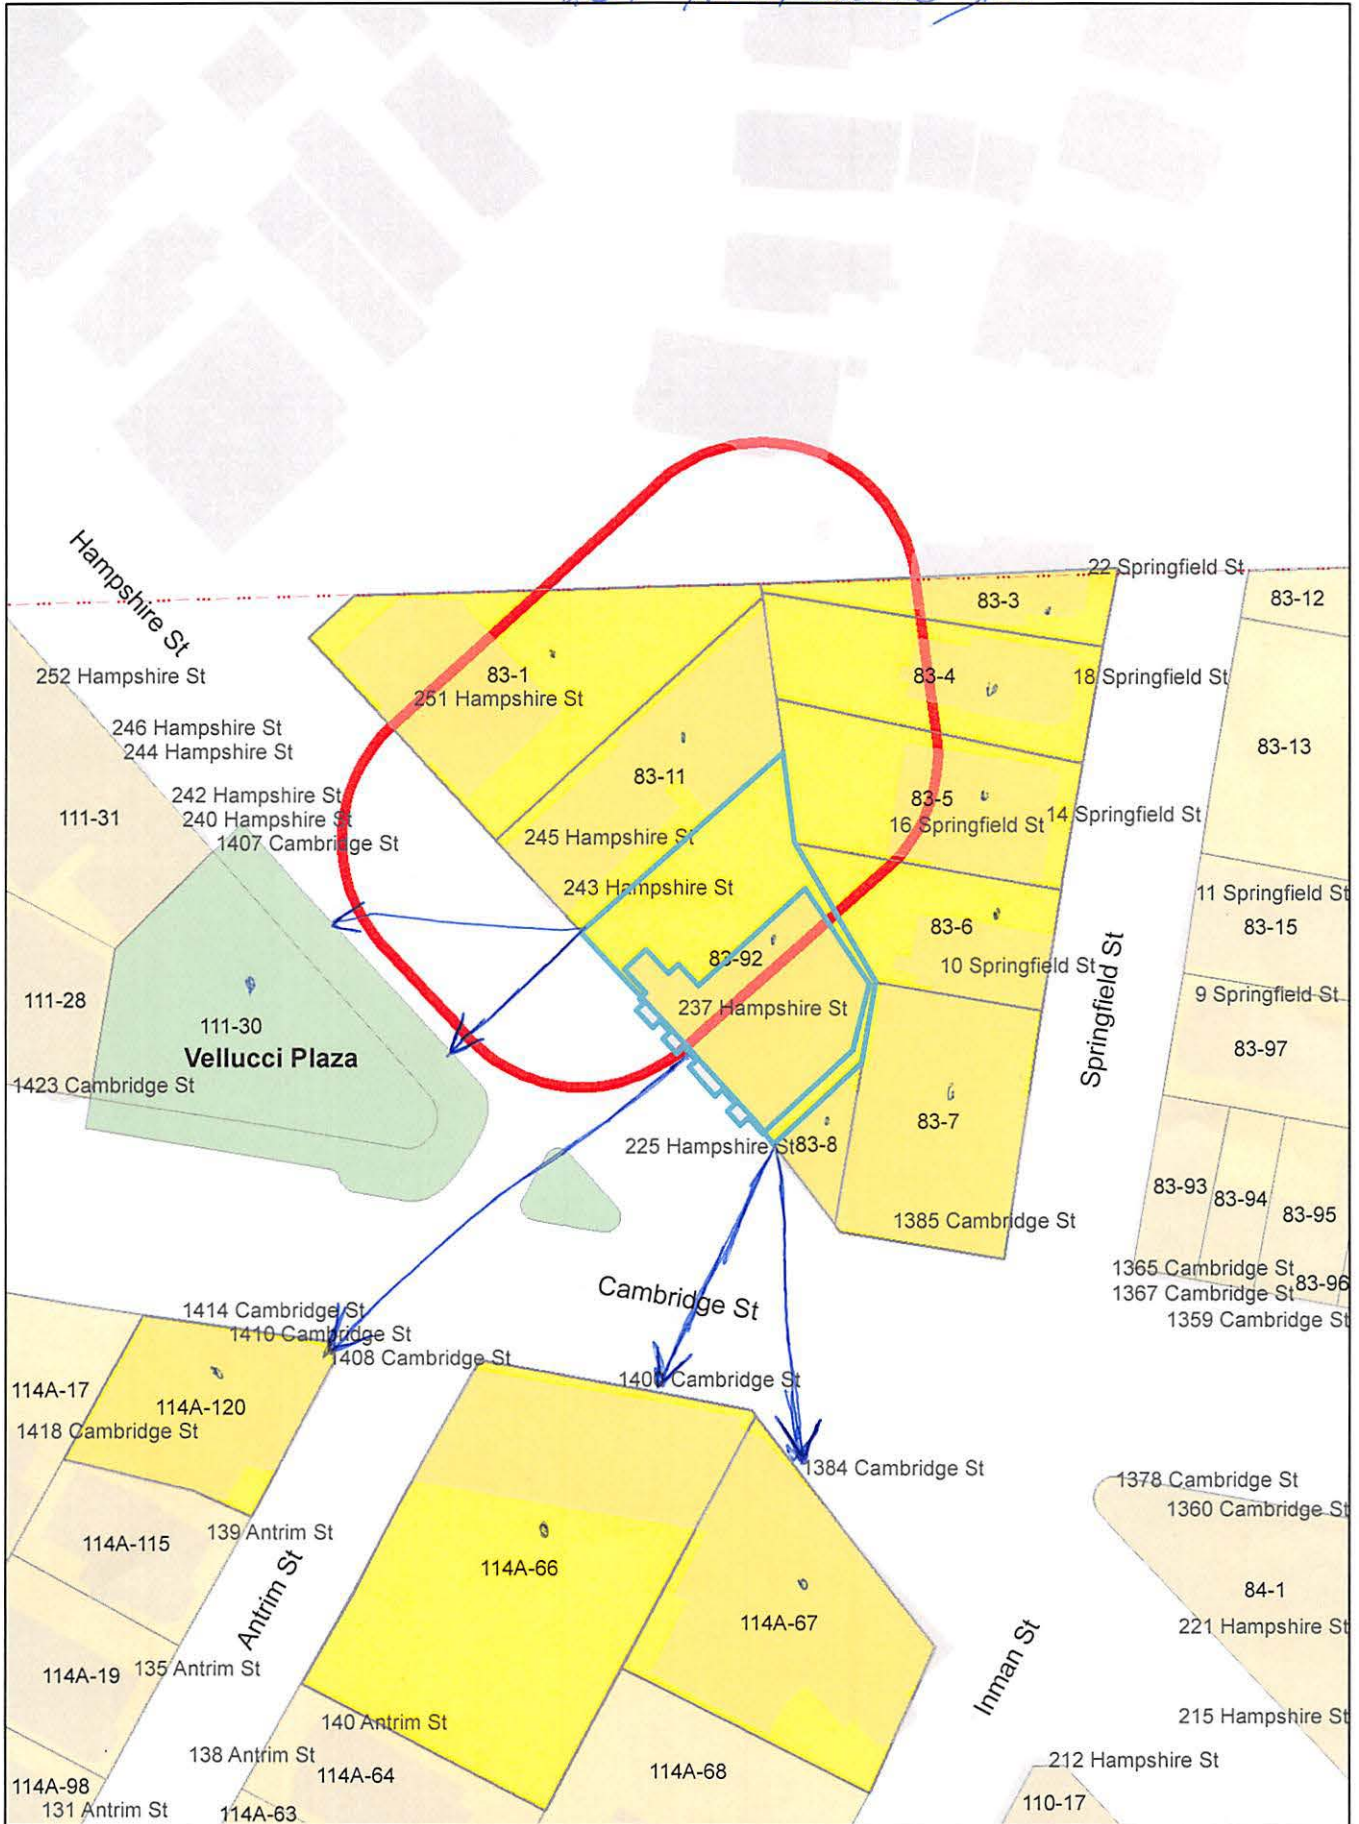 22 Springfield St
83-3
83-12
Hampshire St
252 Hampshire St
83-1
251 Hampshire St
83-4
18 Springfield St
246 Hampshire St
244 Hampshire St
83-13
83-11
242 Hampshire St
240 Hampshire St
1407 Cambridge St
111-31
245 Hampshire St
83-5
16 Springfield St
14 Springfield St
243 Hampshire St
11 Springfield St
83-15
83-6
10 Springfield St
83-92
237 Hampshire St
9 Springfield St
Springfield St
111-28
111-30
Vellucci Plaza
83-97
1423 Cambridge St
225 Hampshire St
83-8
83-7
83-93
83-94
83-95
1385 Cambridge St
1365 Cambridge St
83-96
1367 Cambridge St
1359 Cambridge St
Cambridge St
1414 Cambridge St
1410 Cambridge St
1408 Cambridge St
Cambridge St
114A-17
114A-120
1418 Cambridge St
1384 Cambridge St
1378 Cambridge St
1360 Cambridge St
139 Antrim St
114A-115
Antrim St
114A-66
114A-67
84-1
221 Hampshire St
114A-19
135 Antrim St
Inman St
140 Antrim St
215 Hampshire St
138 Antrim St
114A-64
114A-68
212 Hampshire St
114A-98
131 Antrim St
114A-63
110-17